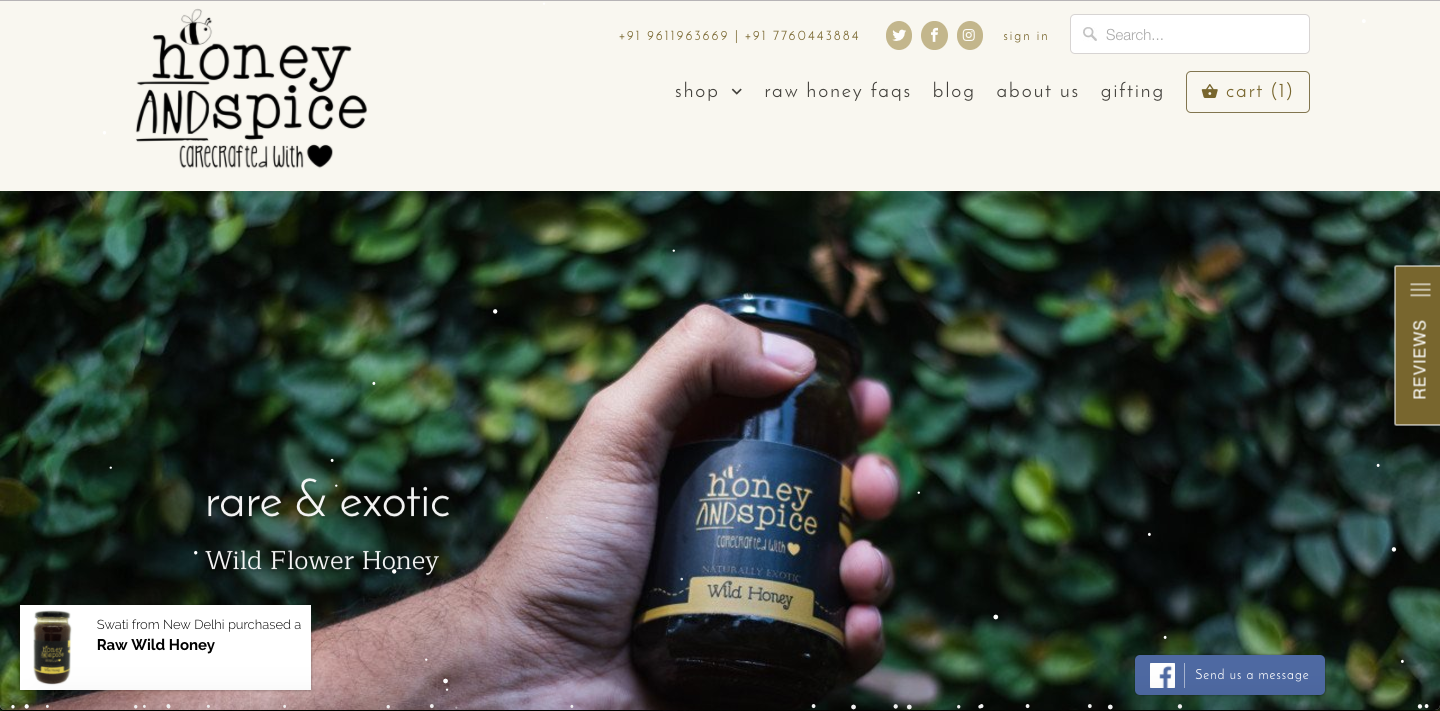 honey
ANDspice
carecrafted with
+91 9611963669 | +91 7760443884
sign in
Search...
shop
raw honey faqs
blog
about us
gifting
cart (1)
REVIEWS
rare & exotic
Wild Flower Honey
honey
ANDspice
carecrafted with
NATURALLY EXOTIC
Wild Honey
Swati from New Delhi purchased a
Raw Wild Honey
honey
ANDspice
Send us a message